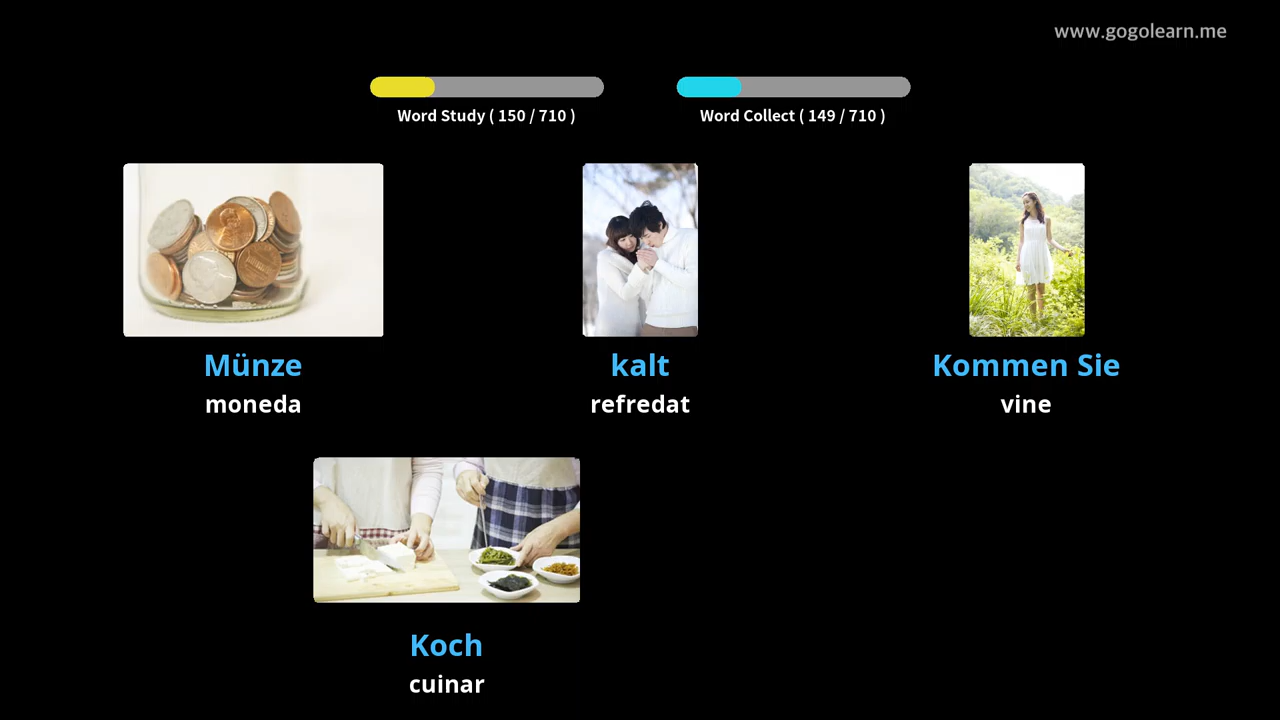 www.gogolearn.me
Word Study ( 150 / 710 )
Word Collect ( 149 / 710 )
Münze
moneda
kalt
refredat
Kommen Sie
vine
Koch
cuinar